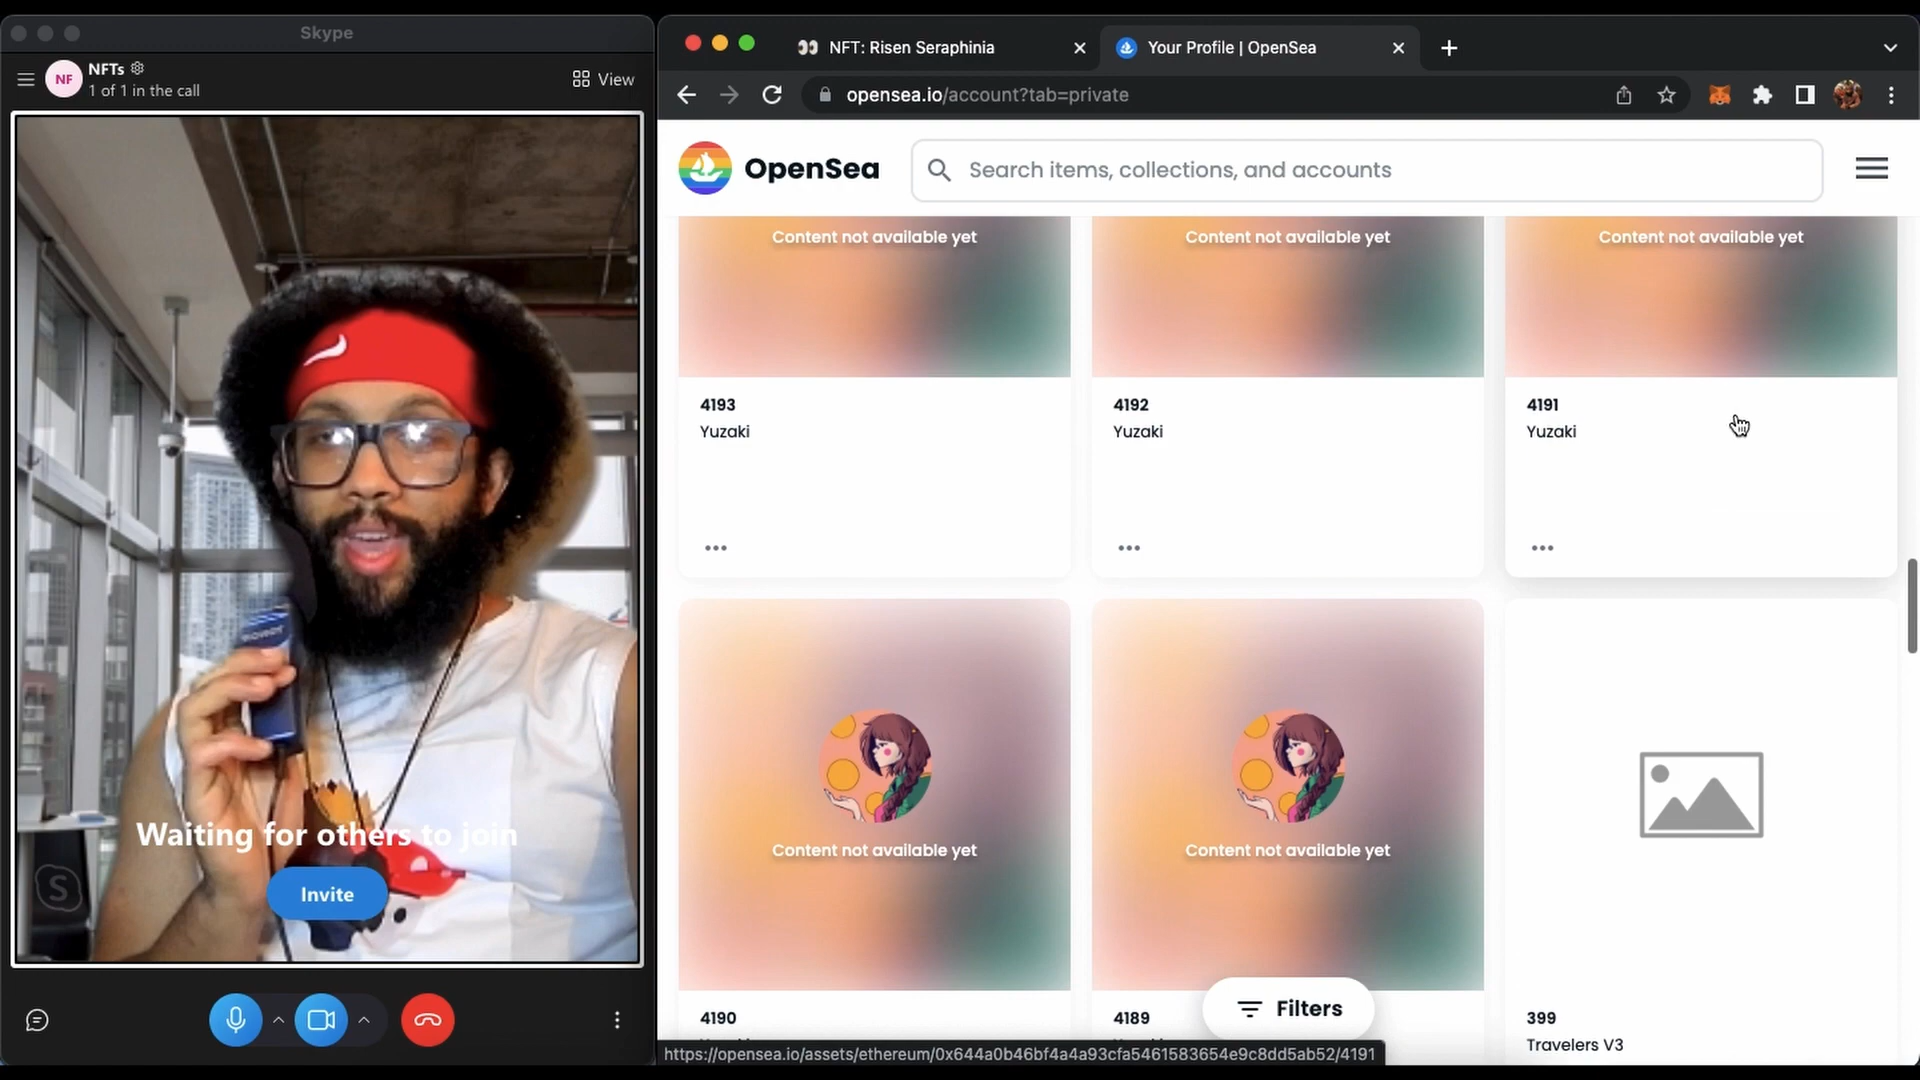 Skype
NF
NFTs
1 of 1 in the call
View
Waiting for others to join
Invite
NFT: Risen Seraphinia
Your Profile | OpenSea
opensea.io/account?tab=private
OpenSea
Search items, collections, and accounts
Content not available yet
Content not available yet
Content not available yet
4193
Yuzaki
4192
Yuzaki
4191
Yuzaki
Content not available yet
Content not available yet
4190
4189
399
Travelers V3
Filters
https://opensea.io/assets/ethereum/0x644a0b46bf4a4a93cfa5461583654e9c8dd5ab52/4191